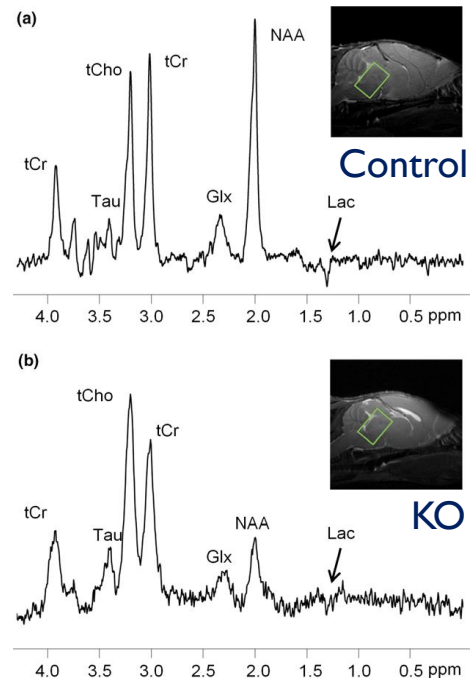 (a)
NAA
tCho
tCr
Control
tCr
Tau
Glx
Lac
4.0 3.5 3.0 2.5 2.0 1.5 1.0 0.5 ppm
(b)
tCho
tCr
KO
tCr
Tau
NAA
Glx
Lac
4.0 3.5 3.0 2.5 2.0 1.5 1.0 0.5 ppm